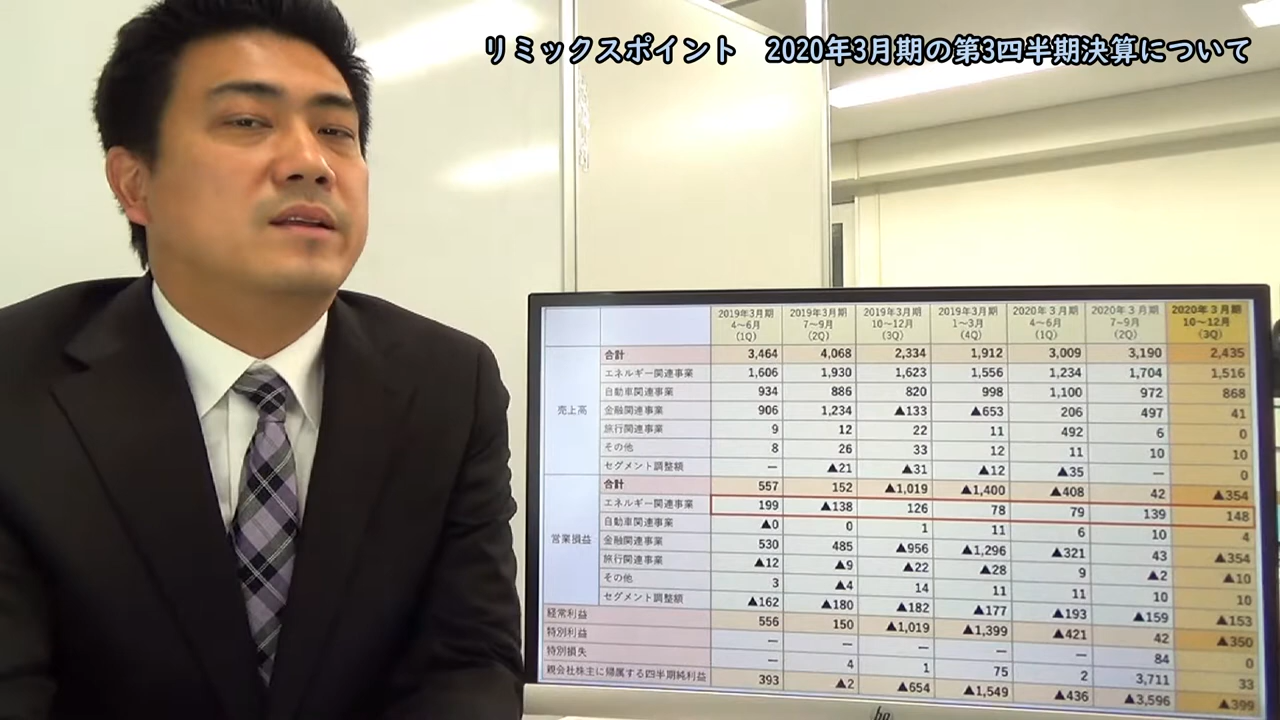 リミックスポイント　2020年3月期の第3四半期決算について
2019年3月期 4～6月 (1Q) 2019年3月期 7～9月 (2Q) 2019年3月期 10～12月 (3Q) 2019年3月期 1～3月 (4Q) 2020年3月期 4～6月 (1Q) 2020年3月期 7-9月 (2Q) 2020年3月期 10～12月 (3Q)
売上高
合計 3,464 4,068 2,334 1,912 3,009 3,190 2,435
エネルギー関連事業 1,606 1,930 1,623 1,556 1,234 1,704 1,516
自動車関連事業 934 886 820 998 1,100 972 868
金融関連事業 906 1,234 ▲133 ▲653 206 497 41
旅行関連事業 9 12 22 11 492 6 0
その他 8 26 33 12 11 10 10
セグメント調整額 — ▲21 ▲31 ▲12 ▲35 — 0
営業損益
合計 557 152 ▲1,019 ▲1,400 ▲408 42 ▲354
エネルギー関連事業 199 ▲138 126 78 79 139 148
自動車関連事業 ▲0 0 1 11 6 10 4
金融関連事業 530 485 ▲956 ▲1,296 ▲321 43 ▲354
旅行関連事業 ▲12 ▲9 ▲22 ▲28 9 ▲2 ▲10
その他 3 ▲4 14 11 11 10 10
セグメント調整額 ▲162 ▲180 ▲182 ▲177 ▲193 ▲159 ▲153
経常利益 556 150 ▲1,019 ▲1,399 ▲421 42 ▲350
特別利益 — — — — — 84 0
特別損失 — 4 1 75 2 3,711 33
親会社株主に帰属する四半期純利益 393 ▲2 ▲654 ▲1,549 ▲436 ▲3,596 ▲399
hp